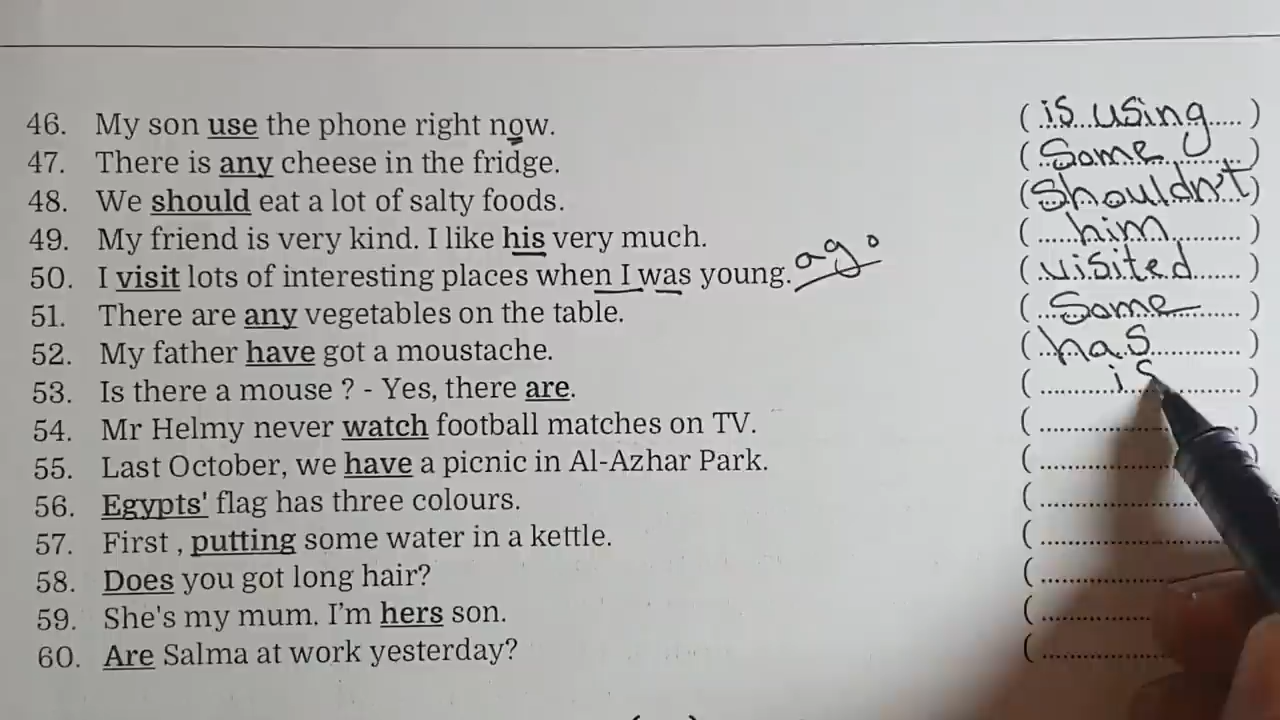 46. My son use the phone right now. (is using)
47. There is any cheese in the fridge. (Some)
48. We should eat a lot of salty foods. (Shouldn't)
49. My friend is very kind. I like his very much. (him)
50. I visit lots of interesting places when I was young. ago (visited)
51. There are any vegetables on the table. (Some)
52. My father have got a moustache. (has)
53. Is there a mouse ? - Yes, there are. (is)
54. Mr Helmy never watch football matches on TV. ( )
55. Last October, we have a picnic in Al-Azhar Park. (
56. Egypts' flag has three colours. (
57. First , putting some water in a kettle. (
58. Does you got long hair? (
59. She's my mum. I'm hers son. (
60. Are Salma at work yesterday? (